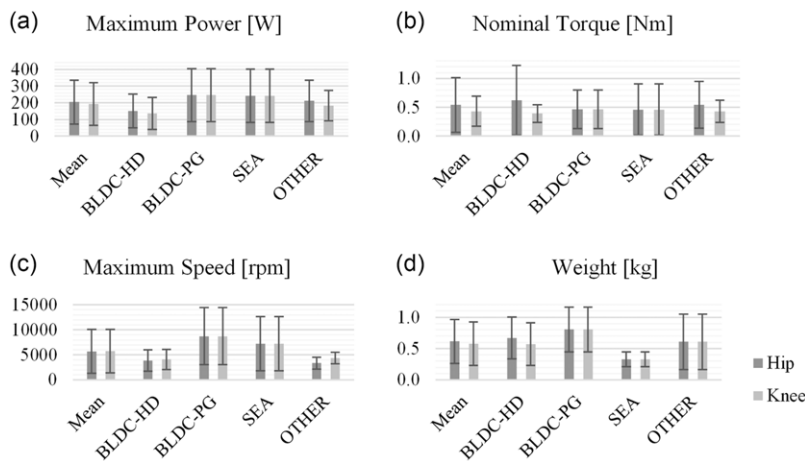 (a)
Maximum Power [W]
400
300
200
100
0
Mean
BLDC-HD
BLDC-PG
SEA
OTHER
(b)
Nominal Torque [Nm]
1.0
0.5
0.0
Mean
BLDC-HD
BLDC-PG
SEA
OTHER
(c)
Maximum Speed [rpm]
15000
10000
5000
0
Mean
BLDC-HD
BLDC-PG
SEA
OTHER
(d)
Weight [kg]
1.0
0.5
0.0
Mean
BLDC-HD
BLDC-PG
SEA
OTHER
Hip
Knee